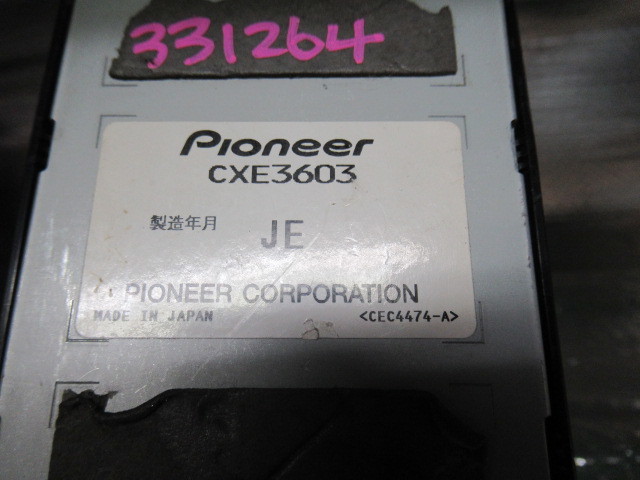 331264
Pioneer
CXE3603
製造年月 JE
PIONEER CORPORATION
MADE IN JAPAN <CEC4474-A>